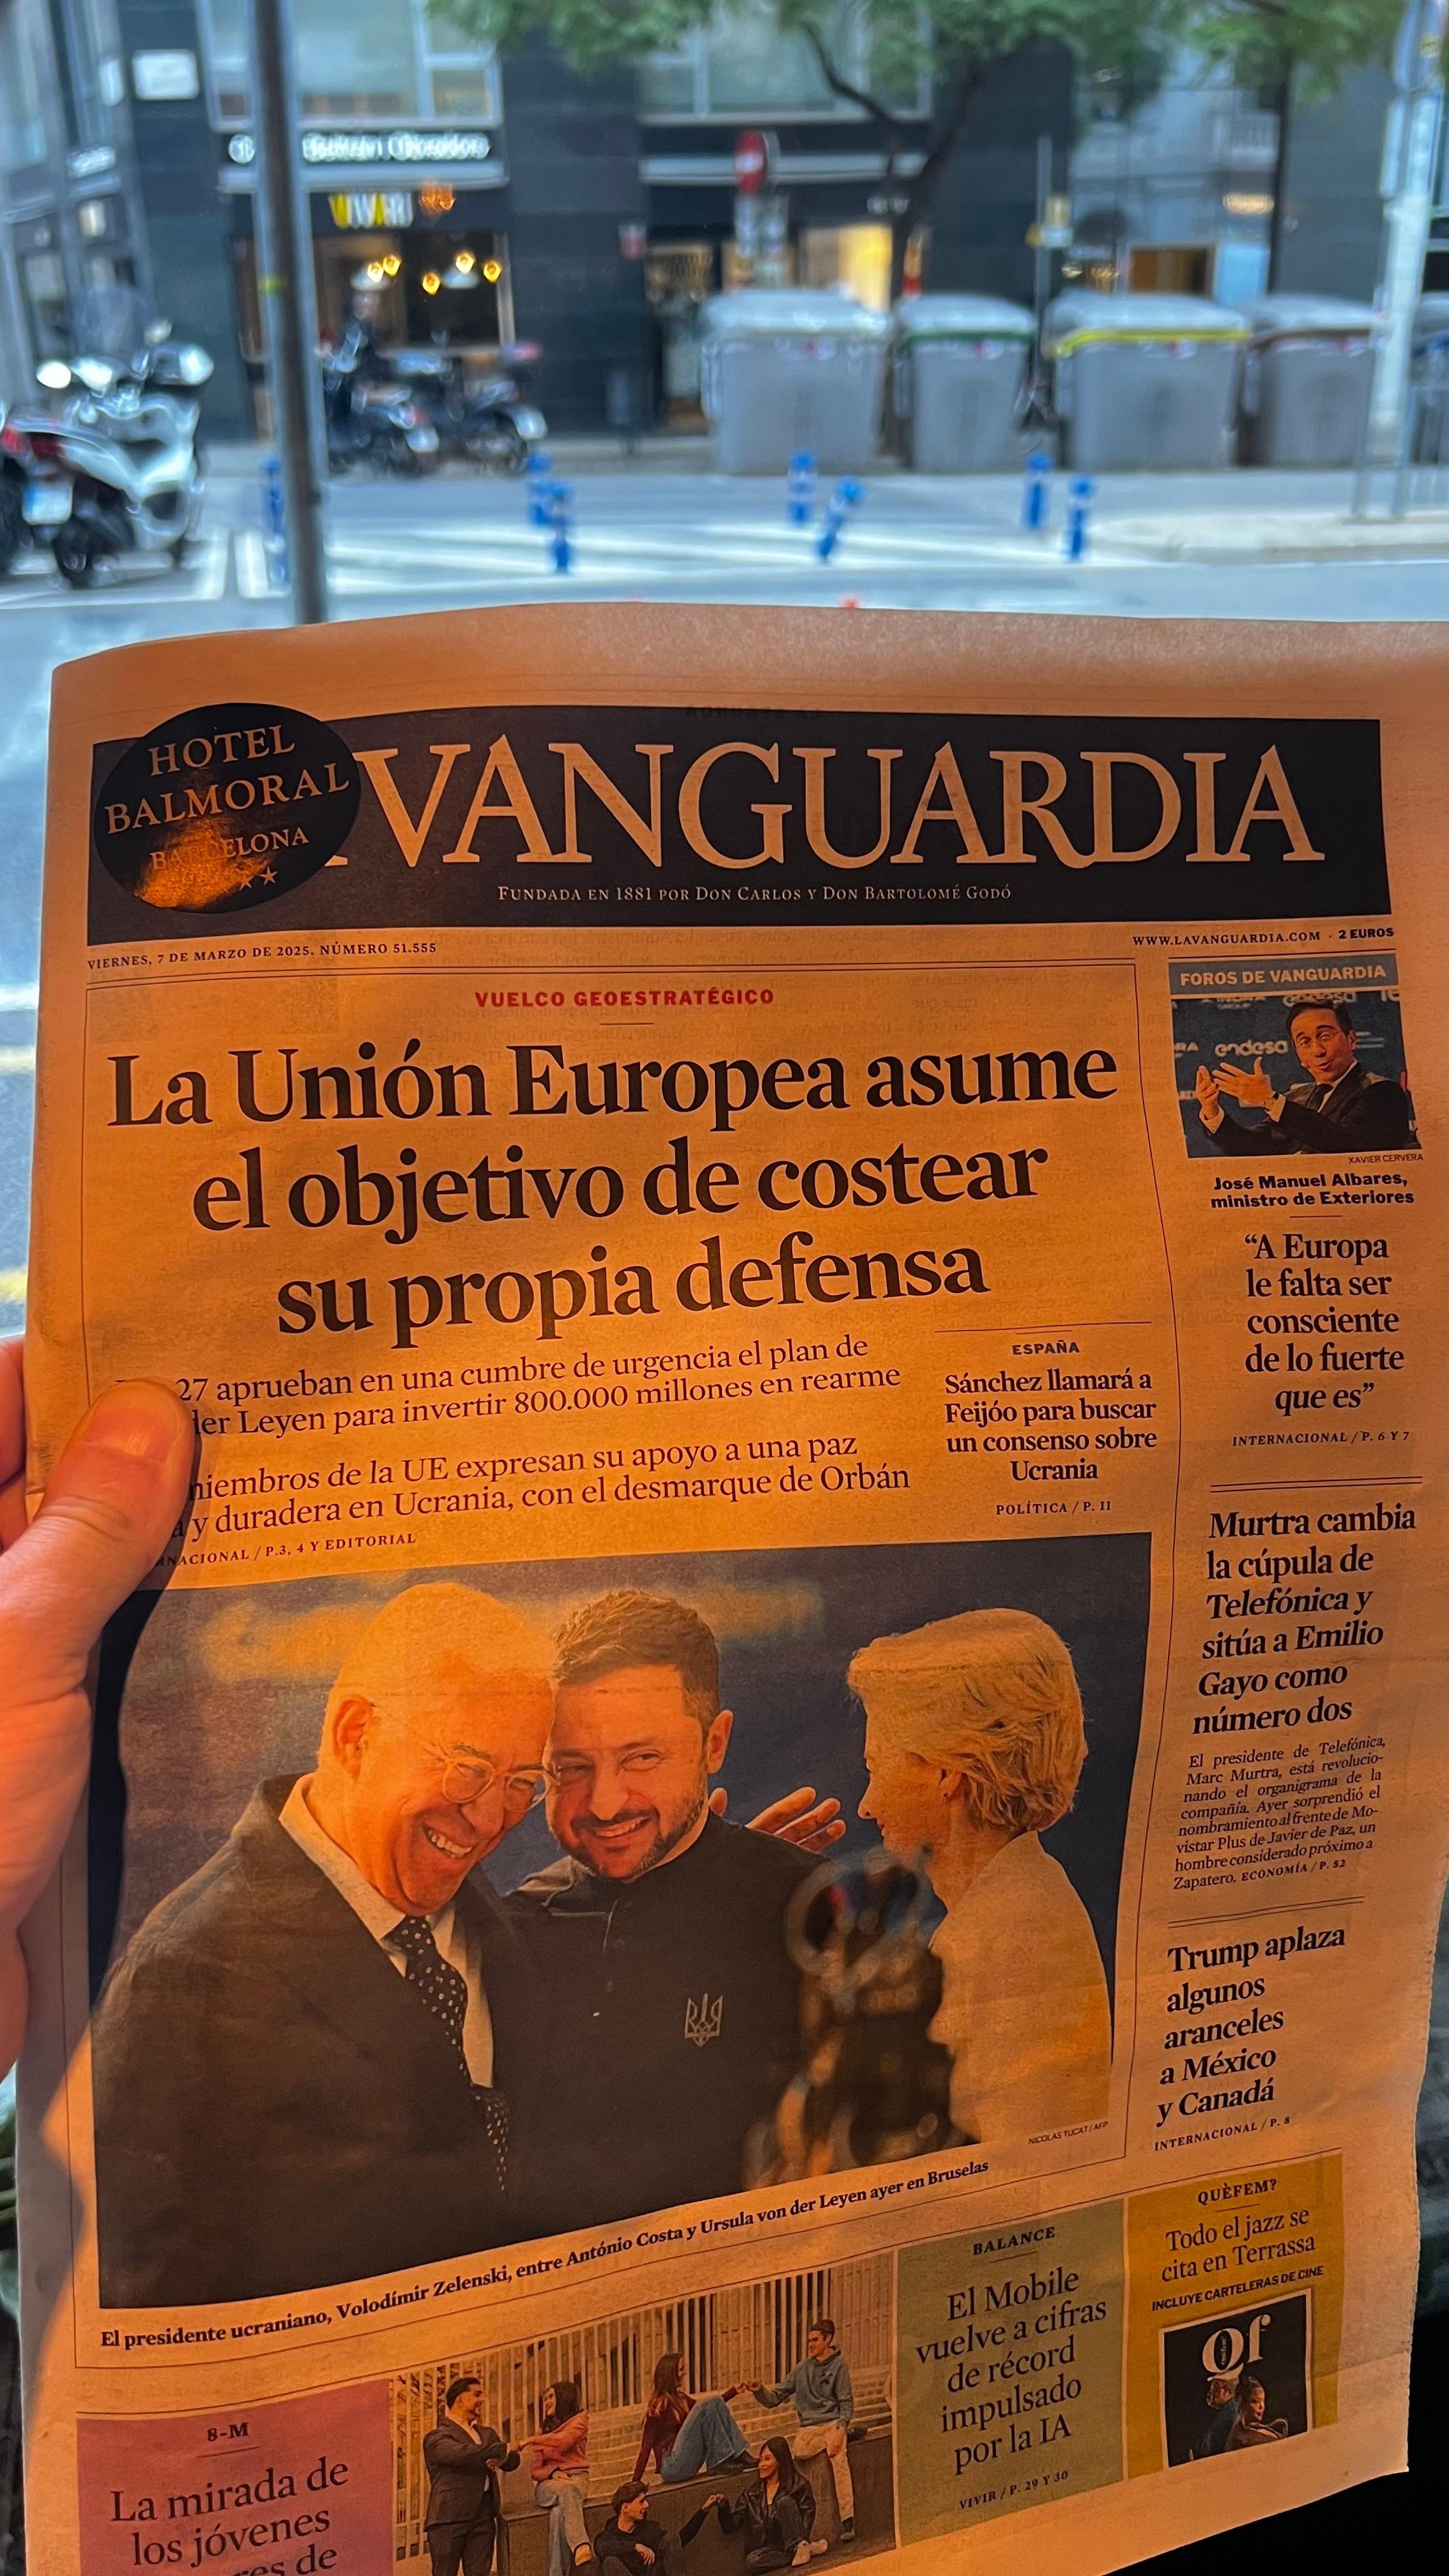 HOTEL
BALMORAL
BARCELONA
VANGUARDIA
FUNDADA EN 1881 POR DON CARLOS Y DON BARTOLOMÉ GODÓ
VIERNES, 7 DE MARZO DE 2025. NÚMERO 51.555
WWW.LAVANGUARDIA.COM · 2 EUROS
VUELCO GEOESTRATÉGICO
La Unión Europea asume
el objetivo de costear
su propia defensa
27 aprueban en una cumbre de urgencia el plan de
der Leyen para invertir 800.000 millones en rearme
miembros de la UE expresan su apoyo a una paz
y duradera en Ucrania, con el desmarque de Orbán
NACIONAL / P.3, 4 Y EDITORIAL
ESPAÑA
Sánchez llamará a
Feijóo para buscar
un consenso sobre
Ucrania
POLÍTICA / P. 11
FOROS DE VANGUARDIA
endesa
XAVIER CERVERA
José Manuel Albares,
ministro de Exteriores
“A Europa
le falta ser
consciente
de lo fuerte
que es”
INTERNACIONAL / P. 6 Y 7
Murtra cambia
la cúpula de
Telefónica y
sitúa a Emilio
Gayo como
número dos
El presidente de Telefónica,
Marc Murtra, está revolucio-
nando el organigrama de la
compañía. Ayer sorprendió el
nombramiento al frente de Mo-
vistar Plus de Javier de Paz, un
hombre considerado próximo a
Zapatero. ECONOMÍA / P. 52
Trump aplaza
algunos
aranceles
a México
y Canadá
INTERNACIONAL / P. 8
NICOLAS TUCAT / AFP
El presidente ucraniano, Volodímir Zelenski, entre António Costa y Ursula von der Leyen ayer en Bruselas
8-M
La mirada de
los jóvenes
de
BALANCE
El Mobile
vuelve a cifras
de récord
impulsado
por la IA
VIVIR / P. 29 Y 30
QUÈFEM?
Todo el jazz se
cita en Terrassa
INCLUYE CARTELERAS DE CINE
Qf